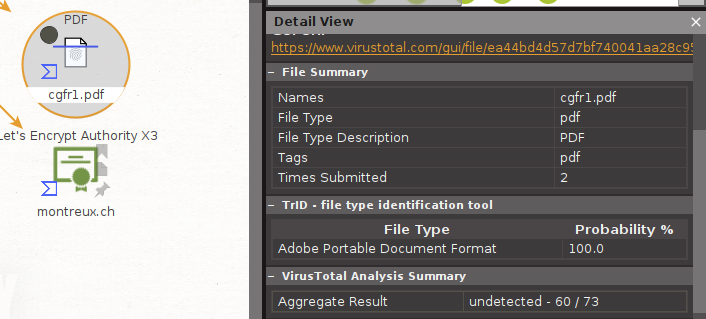 PDF
cgfr1.pdf
Let's Encrypt Authority X3
montreux.ch
Detail View
https://www.virustotal.com/gui/file/ea44bd4d57d7bf740041aa28c95
− File Summary
Names cgfr1.pdf
File Type pdf
File Type Description PDF
Tags pdf
Times Submitted 2
− TrID - file type identification tool
File Type Probability %
Adobe Portable Document Format 100.0
− VirusTotal Analysis Summary
Aggregate Result undetected - 60 / 73